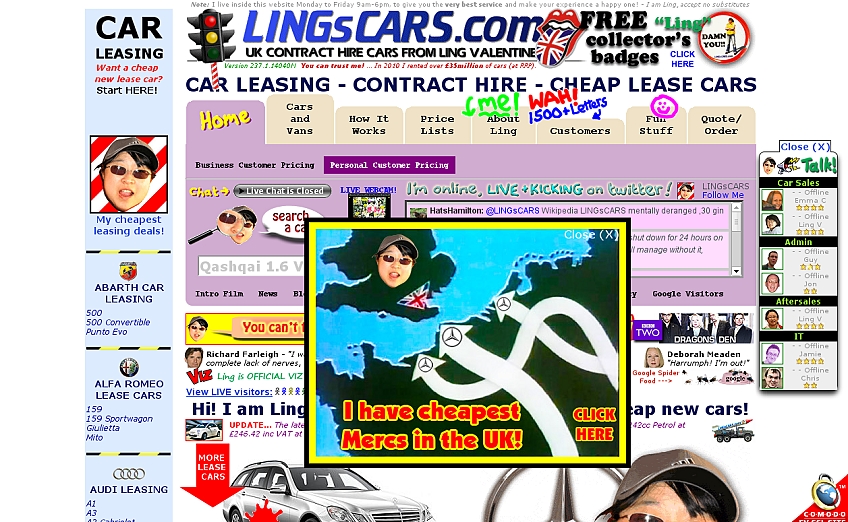 Note: I live inside this website Monday to Friday 9am-6pm, to give you the very best service and make your experience a happy one! - I am Ling, accept no substitutes
CAR
LEASING
Want a cheap
new lease car?
Start HERE!
LINGsCARS.com
UK CONTRACT HIRE CARS FROM LING VALENTINE
Version 237.1.14040H You can trust me! ... In 2010 I rented over £35million of cars (at RRP).
FREE "Ling"
collector's
badges
CLICK
HERE
DAMN
YOU!!
CAR LEASING - CONTRACT HIRE - CHEAP LEASE CARS
me!
WAH!
1500+Letters
Home
Cars
and
Vans
How It
Works
Price
Lists
About
Ling
Customers
Fun
Stuff
Quote/
Order
Business Customer Pricing
Personal Customer Pricing
Chat
Live Chat is closed
LIVE WEBCAM!
I'm online, LIVE+KICKING on twitter!
LINGsCARS
Follow Me
HatsHamilton: @LINGsCARS Wikipedia LINGsCARS mentally deranged ,30 gin
shut down for 24 hours on
I manage without it,
search
a ca
Qashqai 1.6 V
Intro Film
News
Google Visitors
My cheapest
leasing deals!
ABARTH CAR
LEASING
500
500 Convertible
Punto Evo
ALFA ROMEO
LEASE CARS
159
159 Sportwagon
Giulietta
Mito
AUDI LEASING
A1
A3
A3 Cabriolet
Close (X)
Talk!
Car Sales
- - Offline
Emma C
- - Offline
Ling V
Admin
- - Offline
Guy
- - Offline
Jon
Aftersales
- - Offline
Ling V
IT
- - Offline
Jamie
- - Offline
Chris
Close (X)
I have cheapest
Mercs in the UK!
CLICK
HERE
You can't
BBC
TWO
DRAGONS DEN
Richard Farleigh - "I
complete lack of nerves,
Viz Ling is OFFICIAL VIZ
View LIVE visitors:
Deborah Meaden
"Harrumph! I'm out!"
Google Spider
Food --->
google
Hi! I am Ling
cheap new cars!
UPDATE... The late
£246.42 inc VAT at
242cc Petrol at
MORE
LEASE
CARS
COMODO
EV SSL SITE
TM